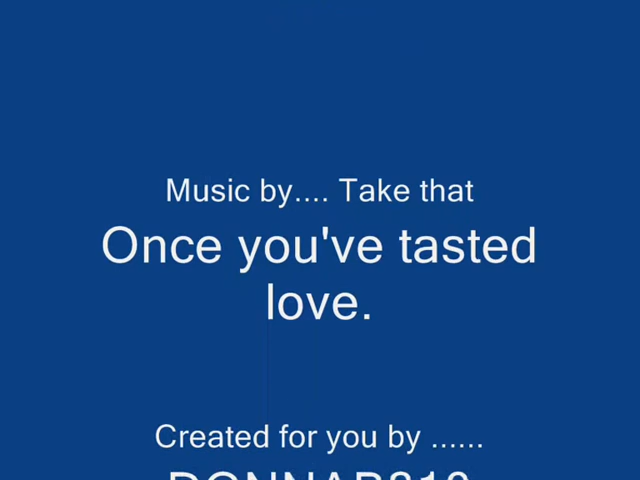 Music by.... Take that
Once you've tasted
love.
Created for you by ......